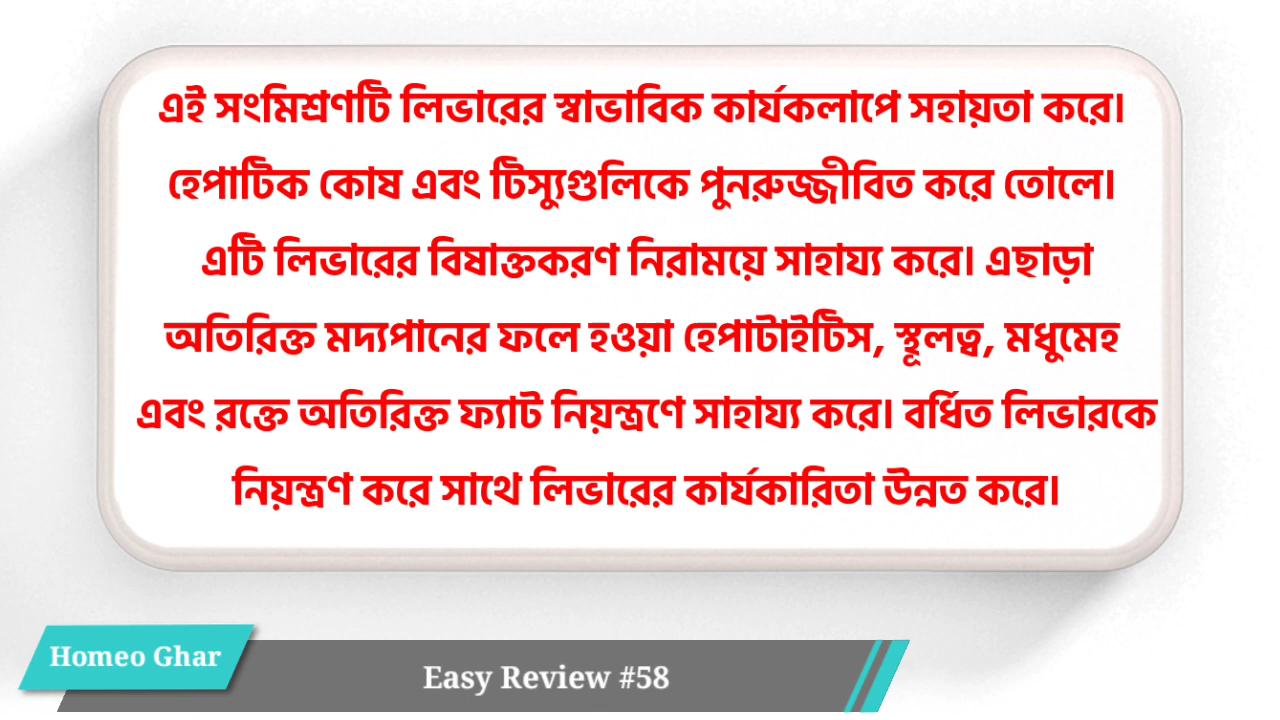 এই সংমিশ্রণটি লিভারের স্বাভাবিক কার্যকলাপে সহায়তা করে।
হেপাটিক কোষ এবং টিস্যুগুলিকে পুনরুজ্জীবিত করে তোলে।
এটি লিভারের বিষাক্তকরণ নিরাময়ে সাহায্য করে। এছাড়া
অতিরিক্ত মদ্যপানের ফলে হওয়া হেপাটাইটিস, স্থূলত্ব, মধুমেহ
এবং রক্তে অতিরিক্ত ফ্যাট নিয়ন্ত্রণে সাহায্য করে। বর্ধিত লিভারকে
নিয়ন্ত্রণ করে সাথে লিভারের কার্যকারিতা উন্নত করে।
Homeo Ghar
Easy Review #58